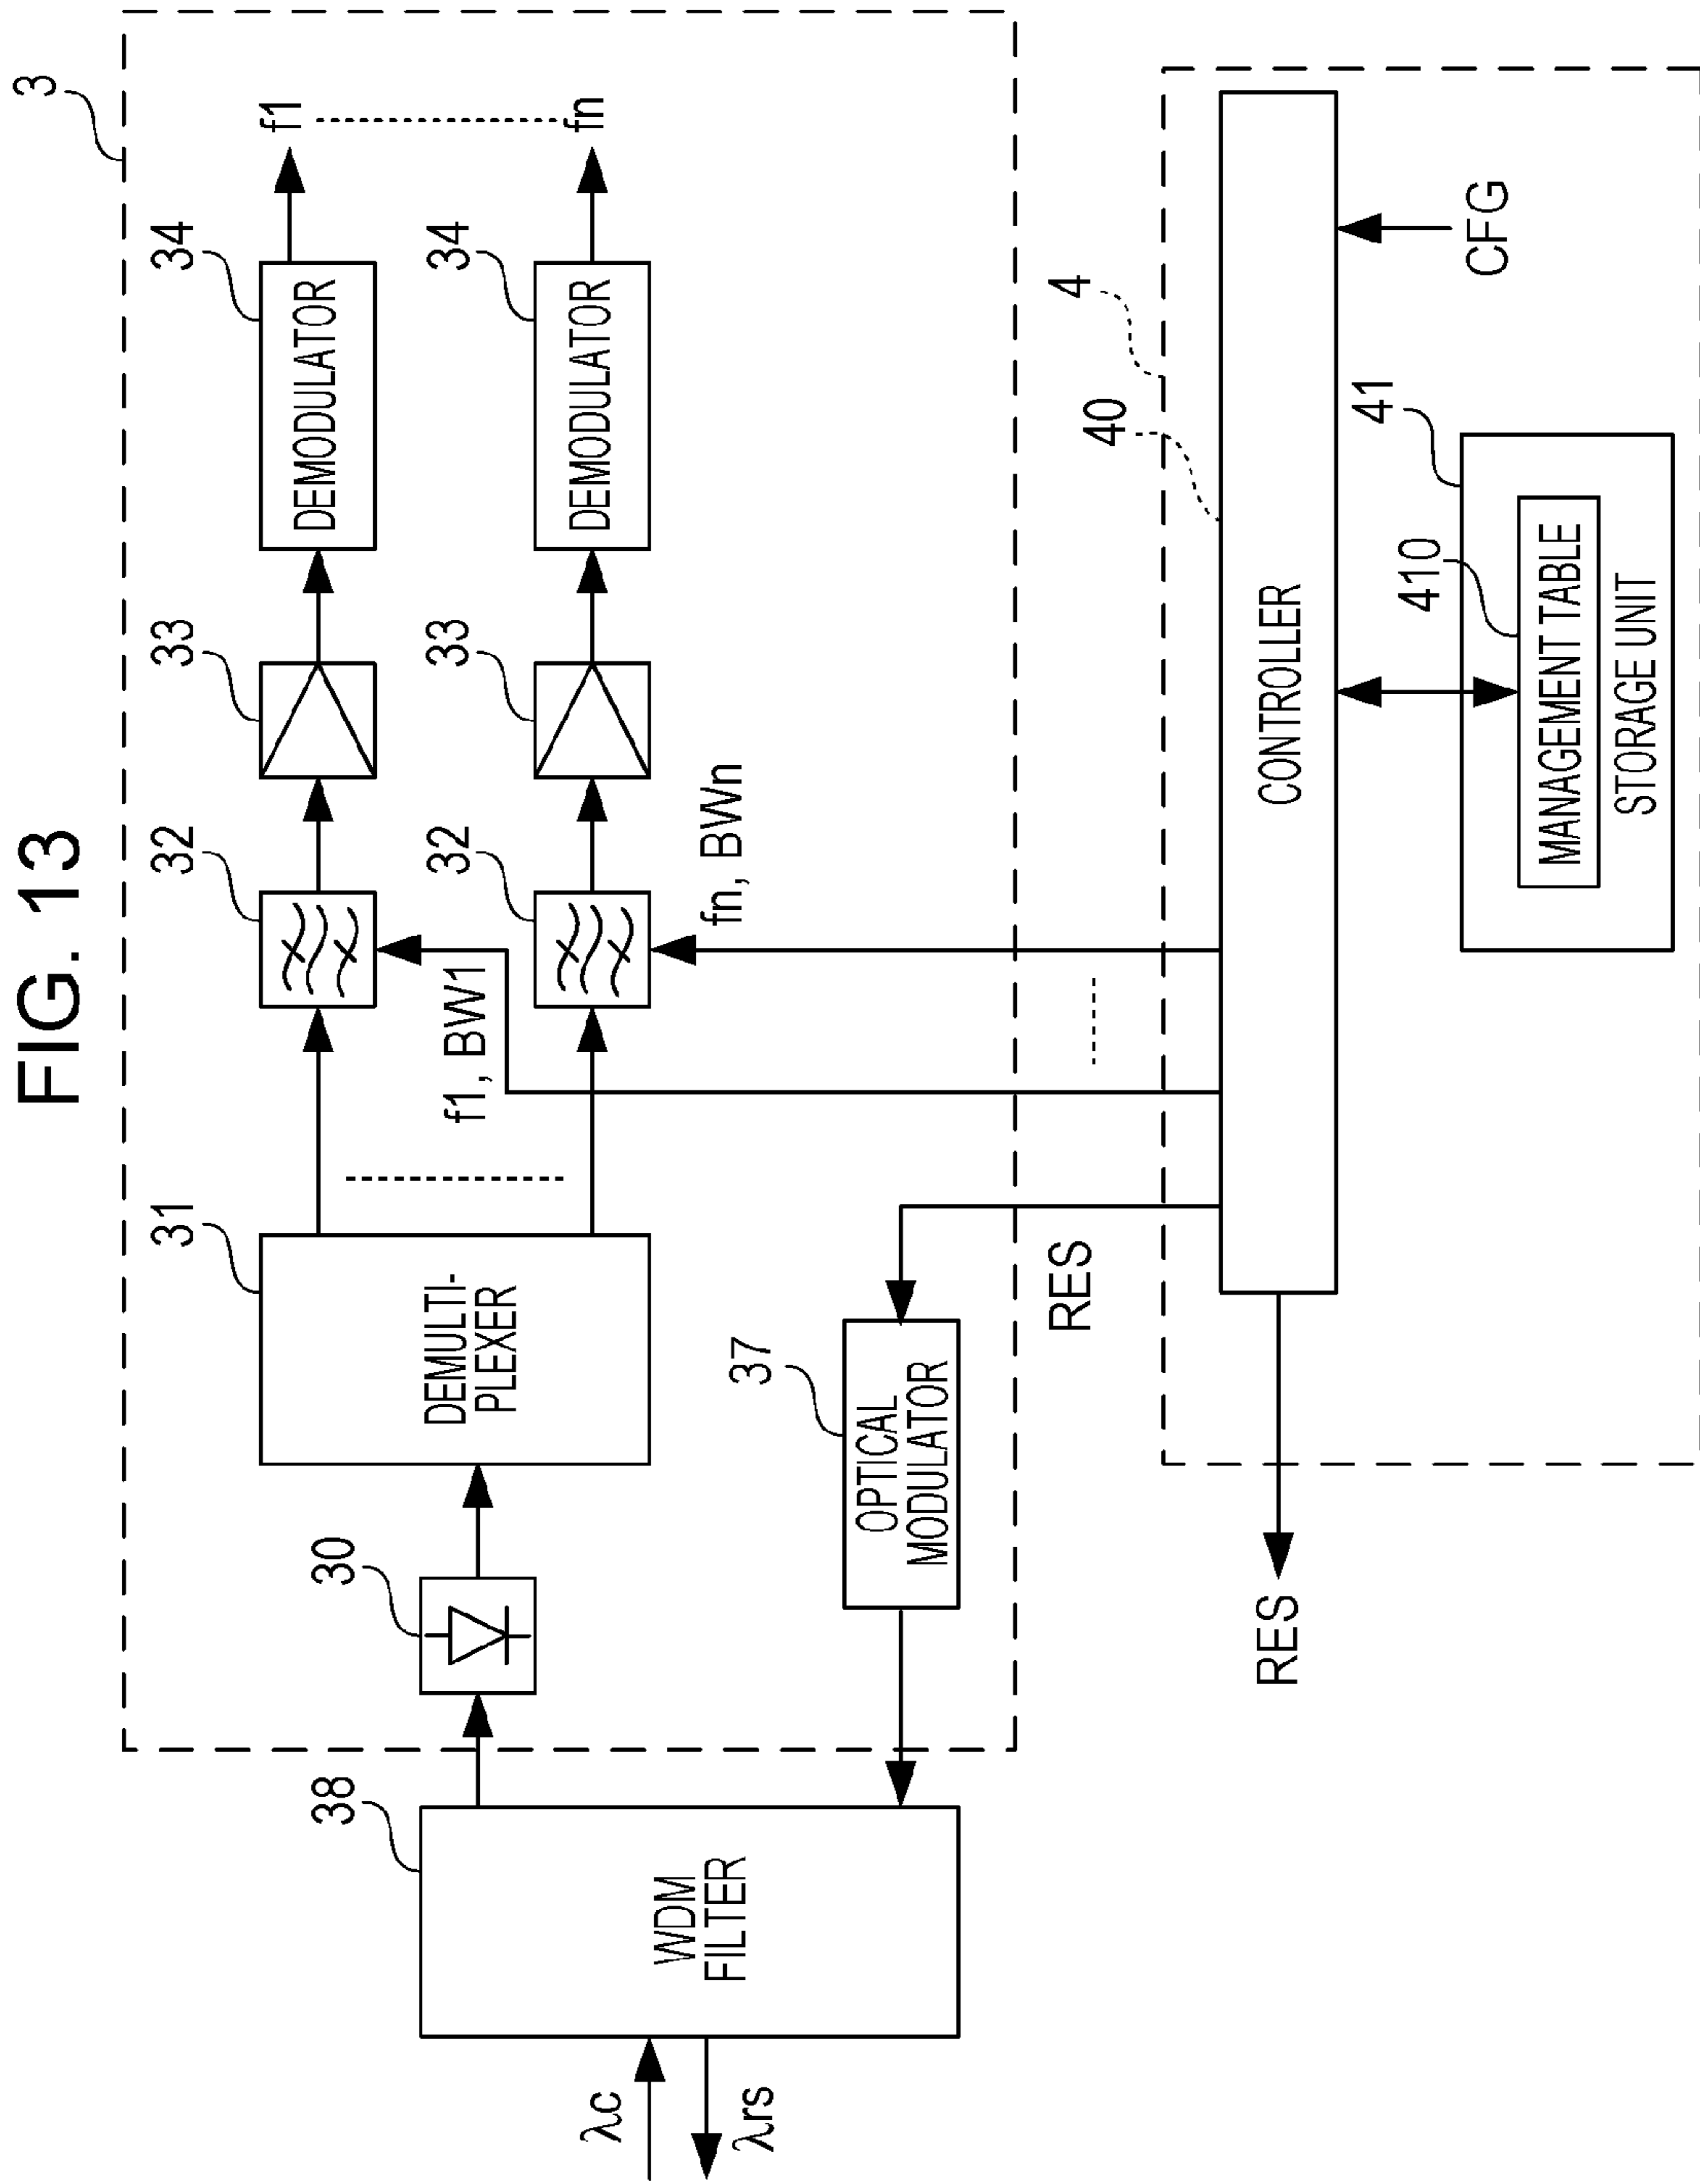 FIG. 13
3
34
f1
33
32
31
DEMODULATOR
34
fn
33
32
30
DEMULTI-
PLEXER
f1, BW1
DEMODULATOR
38
fn, BWn
WDM
FILTER
λc
λrs
37
OPTICAL
MODULATOR
RES
4
40
RES
CONTROLLER
41
410
CFG
MANAGEMENT TABLE
STORAGE UNIT